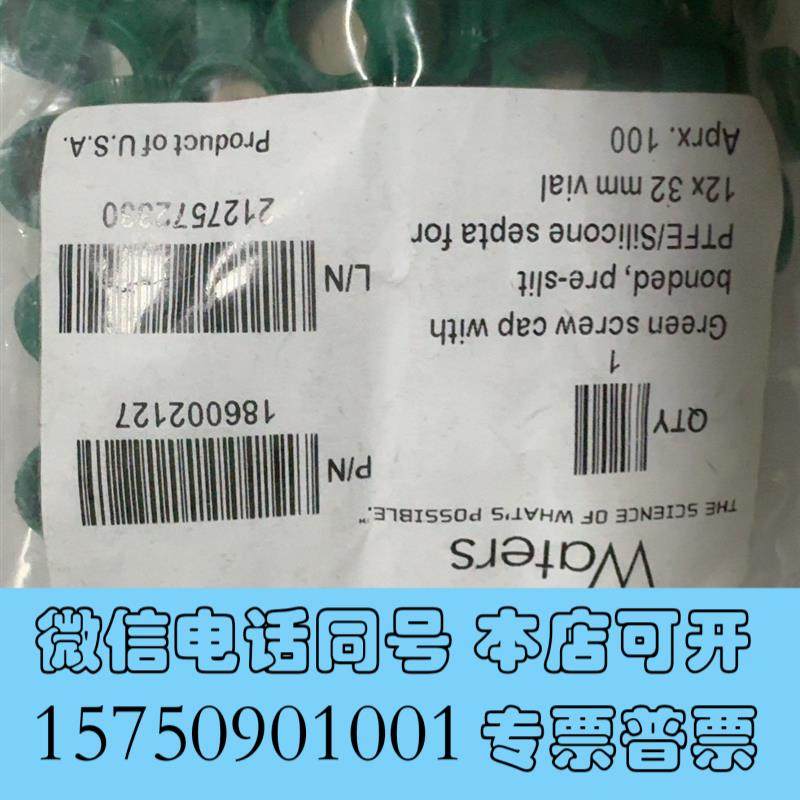 Waters
THE SCIENCE OF WHAT'S POSSIBLE.™
QTY
1
P/N
186002127
Green screw cap with
bonded, pre-slit
PTFE/Silicone septa for
12x 32 mm vial
Aprx. 100
L/N
Product of U.S.A.
微信电话同号 本店可开
15750901001 专票普票